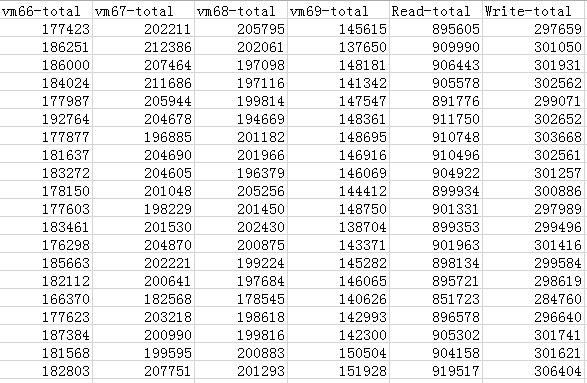 vm66-total vm67-total vm68-total vm69-total Read-total Write-total
177423 202211 205795 145615 895605 297659
186251 212386 202061 137650 909990 301050
186000 207464 197098 148181 906443 301931
184024 211686 197116 141342 905578 302562
177987 205944 199814 147547 891776 299071
192764 204678 194669 148361 911750 302652
177877 196885 201182 148695 910748 303668
181637 204690 201966 146916 910496 302561
183272 204605 196379 146069 904922 301257
178150 201048 205256 144412 899934 300886
177603 198229 201450 148750 901331 297989
183461 201530 202430 138704 899353 299496
176298 204870 200875 143371 901963 301416
185663 202221 199224 145282 898134 299584
182112 200641 197684 146065 895721 298619
166370 182568 178545 140626 851723 284760
177623 203218 198618 142993 896578 296640
187384 200990 199816 142300 905302 301741
181568 199595 200883 150504 904158 301621
182803 207751 201293 151928 919517 306404